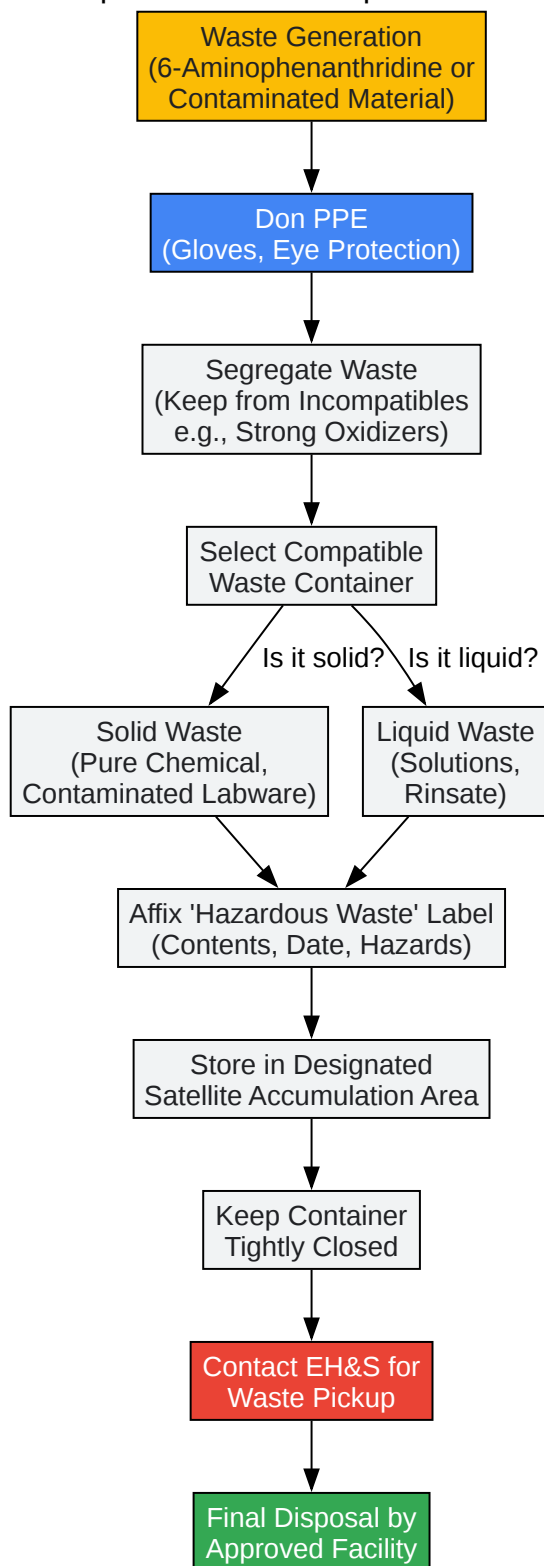 Waste Generation
(6-Aminophenanthridine or
Contaminated Material)
Don PPE
(Gloves, Eye Protection)
Segregate Waste
(Keep from Incompatibles
e.g., Strong Oxidizers)
Select Compatible
Waste Container
Is it solid?
Is it liquid?
Solid Waste
(Pure Chemical,
Contaminated Labware)
Liquid Waste
(Solutions,
Rinsate)
Affix 'Hazardous Waste' Label
(Contents, Date, Hazards)
Store in Designated
Satellite Accumulation Area
Keep Container
Tightly Closed
Contact EH&S for
Waste Pickup
Final Disposal by
Approved Facility